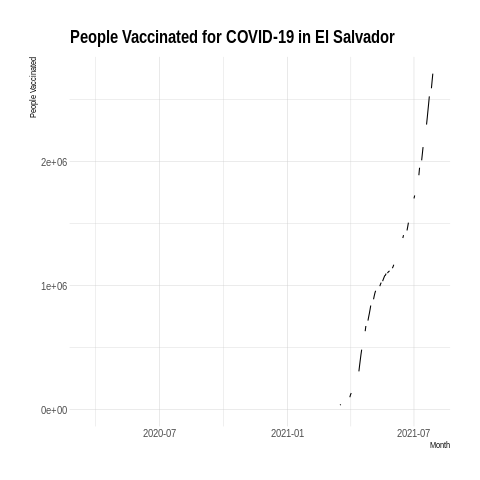 People Vaccinated for COVID-19 in El Salvador
People Vaccinated
2e+06
1e+06
0e+00
2020-07
2021-01
2021-07
Month